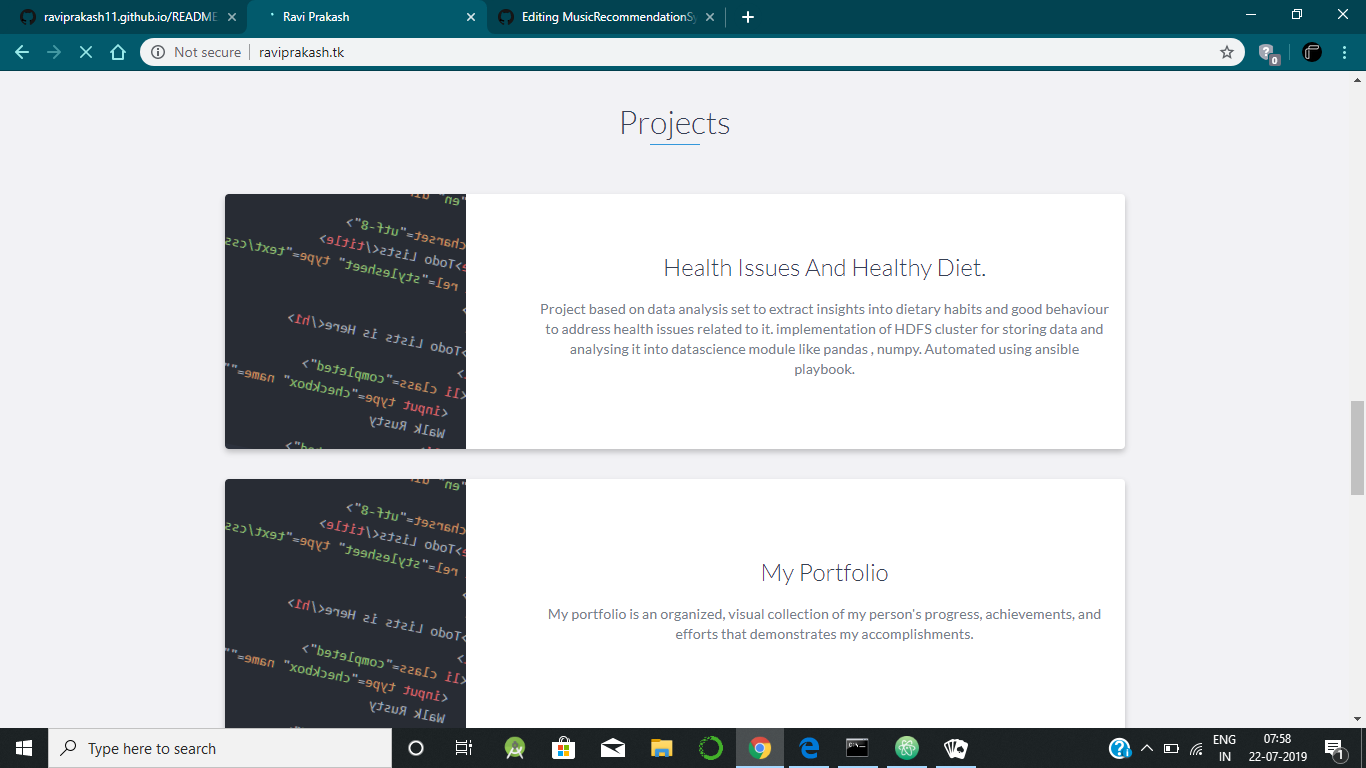 raviprakash11.github.io/README
Ravi Prakash
Editing MusicRecommendationSy
Not secure
raviprakash.tk
Projects
"en" di
charset="utf-8">
<Todo Lists</title>
rel="stylesheet" type="text/css
>Todo Lists is Here</h1>
<li class="completed">
<input type="checkbox" name=""
Walk Rusty
Health Issues And Healthy Diet.
Project based on data analysis set to extract insights into dietary habits and good behaviour
to address health issues related to it. implementation of HDFS cluster for storing data and
analysing it into datascience module like pandas , numpy. Automated using ansible
playbook.
"en" di
charset="utf-8">
<Todo Lists</title>
rel="stylesheet" type="text/css
>Todo Lists is Here</h1>
<li class="completed">
<input type="checkbox" name=""
Walk Rusty
My Portfolio
My portfolio is an organized, visual collection of my person's progress, achievements, and
efforts that demonstrates my accomplishments.
Type here to search
ENG
IN
07:58
22-07-2019
1